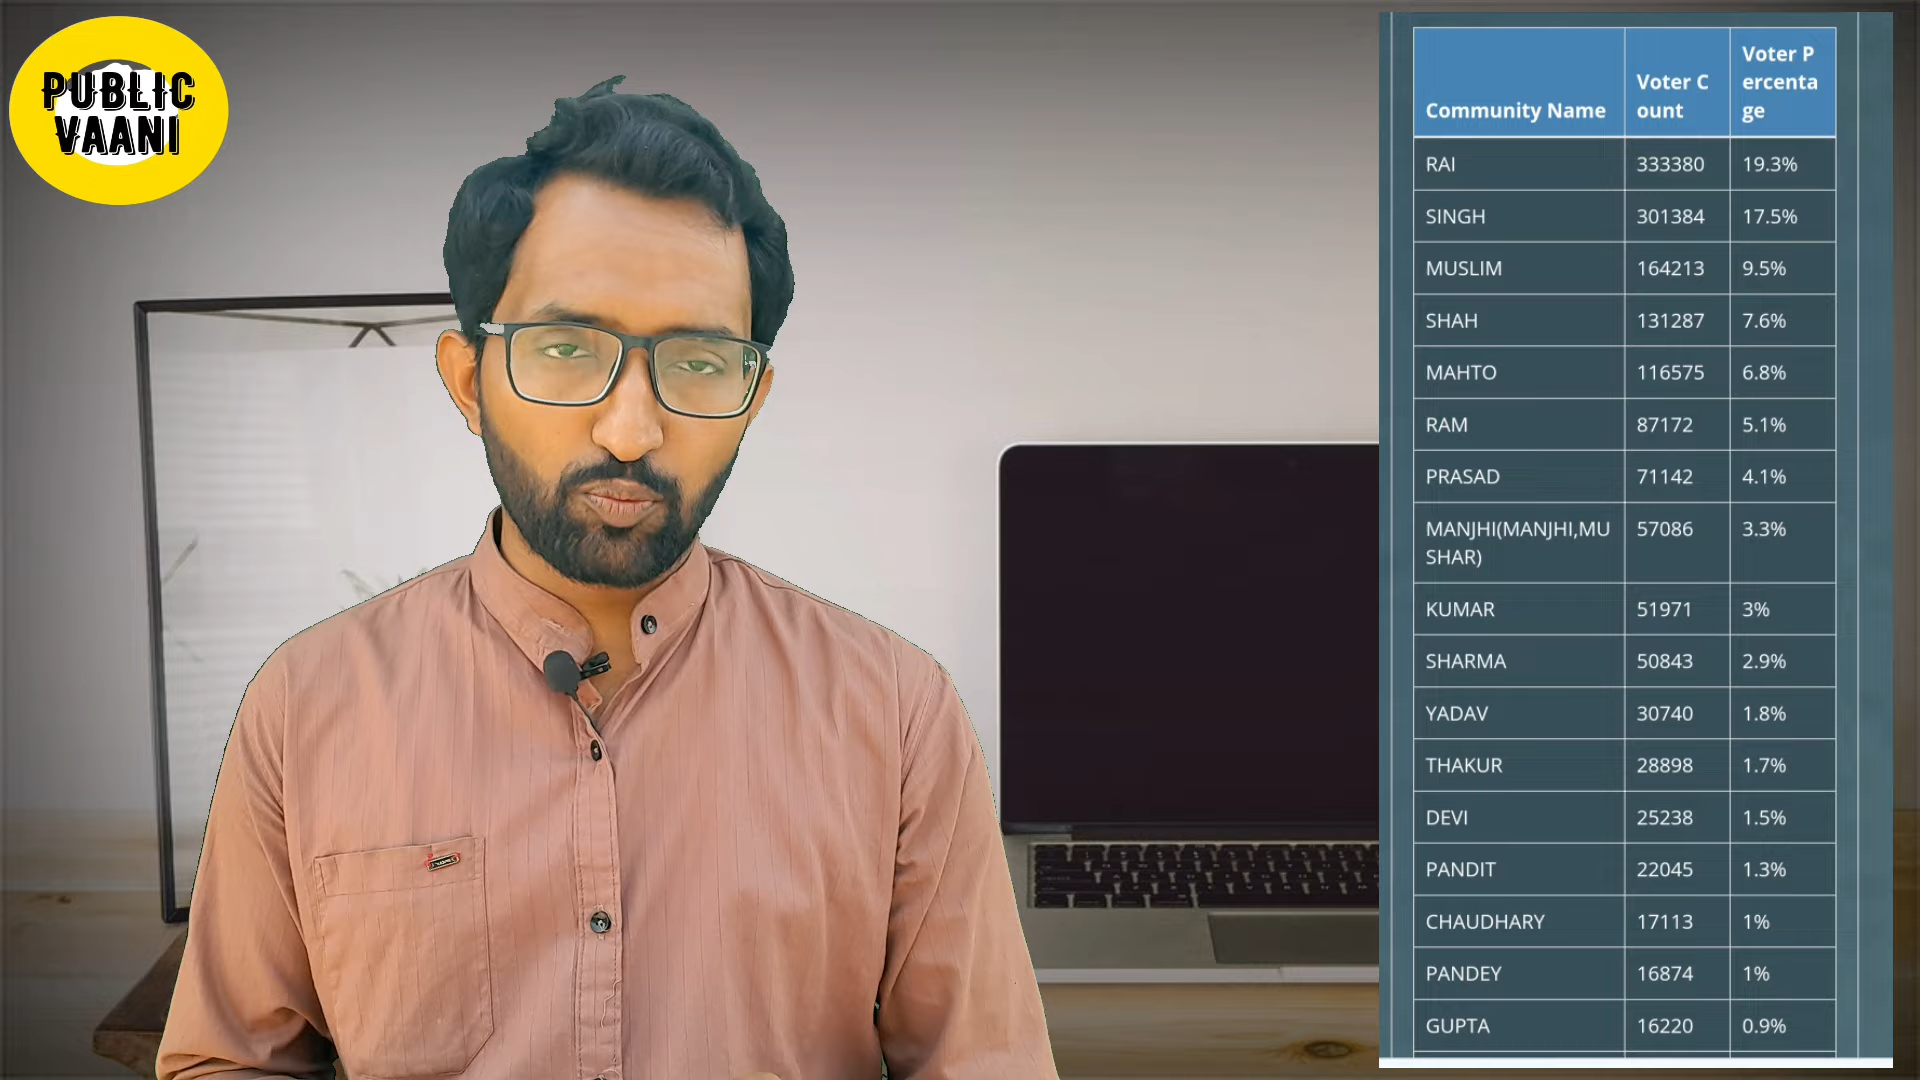 PUBLIC
VAANI
Community Name Voter C
ount Voter P
ercenta
ge
RAI 333380 19.3%
SINGH 301384 17.5%
MUSLIM 164213 9.5%
SHAH 131287 7.6%
MAHTO 116575 6.8%
RAM 87172 5.1%
PRASAD 71142 4.1%
MANJHI(MANJHI,MU
SHAR) 57086 3.3%
KUMAR 51971 3%
SHARMA 50843 2.9%
YADAV 30740 1.8%
THAKUR 28898 1.7%
DEVI 25238 1.5%
PANDIT 22045 1.3%
CHAUDHARY 17113 1%
PANDEY 16874 1%
GUPTA 16220 0.9%